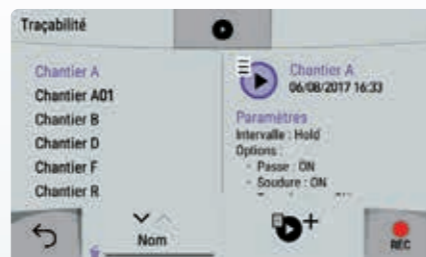 Traçabilité
Chantier A
Chantier A01
Chantier B
Chantier D
Chantier F
Chantier R
Chantier A
06/08/2017 16:33
Paramètres
Intervalle : Hold
Options :
- Passe : ON
- Soudure : ON
Nom
REC